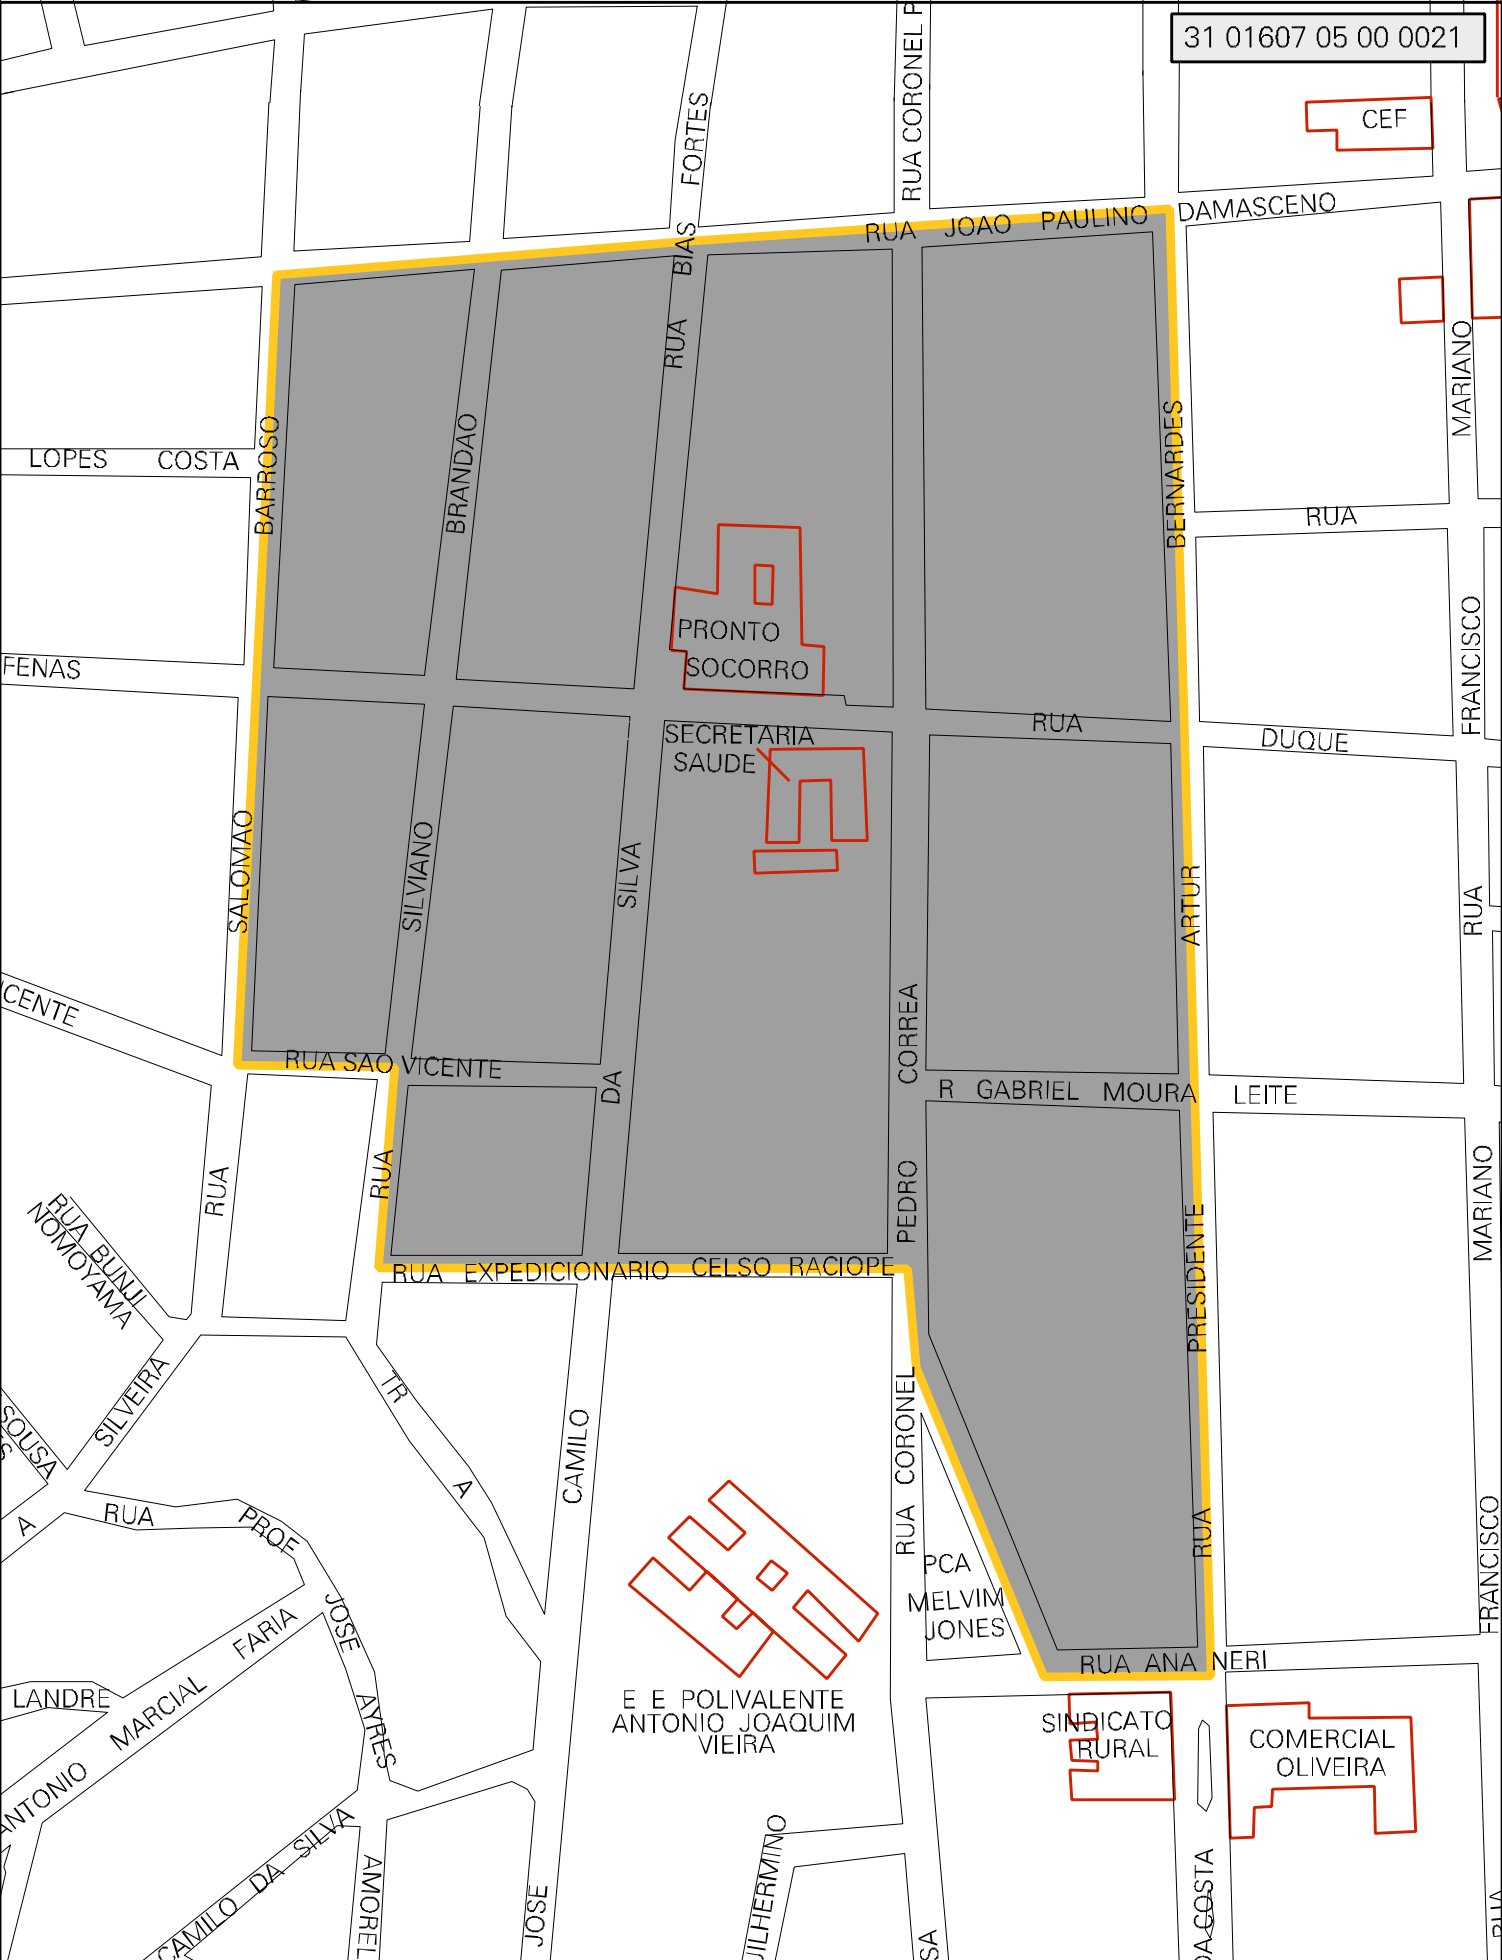 31 01607 05 00 0021
RUA CORONEL P
CEF
FORTES
BIAS
RUA
RUA JOAO PAULINO DAMASCENO
MARIANO
BARROSO
LOPES COSTA
BRANDAO
BERNARDES
RUA
FRANCISCO
PRONTO
SOCORRO
FENAS
RUA DUQUE
SECRETARIA
SAUDE
SALOMAO
SILVIANO
SILVA
ARTUR
RUA
ICENTE
CORREA
RUA SAO VICENTE
DA
R GABRIEL MOURA LEITE
RUA
RUA
PEDRO
MARIANO
RUA BUNJI
NOMOYAMA
PRESIDENTE
RUA EXPEDICIONARIO CELSO RACIOPE
SILVEIRA
TR
A
SOUSA
S
CAMILO
RUA CORONEL
A
RUA PROF
JOSE
AYRES
RUA
FRANCISCO
PCA
MELVIM
JONES
RUA ANA NERI
LANDRE
ANTONIO MARCIAL FARIA
E E POLIVALENTE
ANTONIO JOAQUIM
VIEIRA
SINDICATO
RURAL
COMERCIAL
OLIVEIRA
CAMILO DA SILVA
AMOREL
JOSE
UILHERMINO
SA
DA COSTA